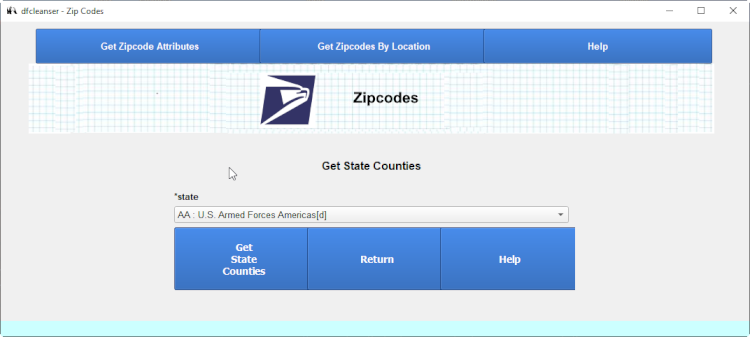 dfcleanser - Zip Codes
Get Zipcode Attributes
Get Zipcodes By Location
Help
Zipcodes
Get State Counties
*state
AA : U.S. Armed Forces Americas[d]
Get
State
Counties
Return
Help